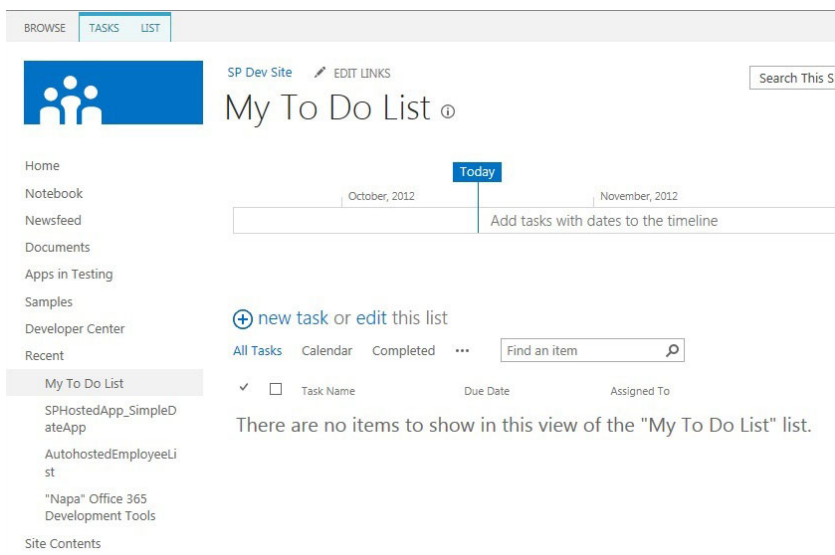 BROWSE TASKS LIST
SP Dev Site EDIT LINKS
Search This S
My To Do List
Home
Notebook
Newsfeed
Documents
Apps in Testing
Samples
Developer Center
Recent
My To Do List
SPHostedApp_SimpleD
ateApp
AutohostedEmployeeLi
st
"Napa" Office 365
Development Tools
Site Contents
Today
October, 2012 November, 2012
Add tasks with dates to the timeline
new task or edit this list
All Tasks Calendar Completed ••• Find an item
Task Name Due Date Assigned To
There are no items to show in this view of the "My To Do List" list.